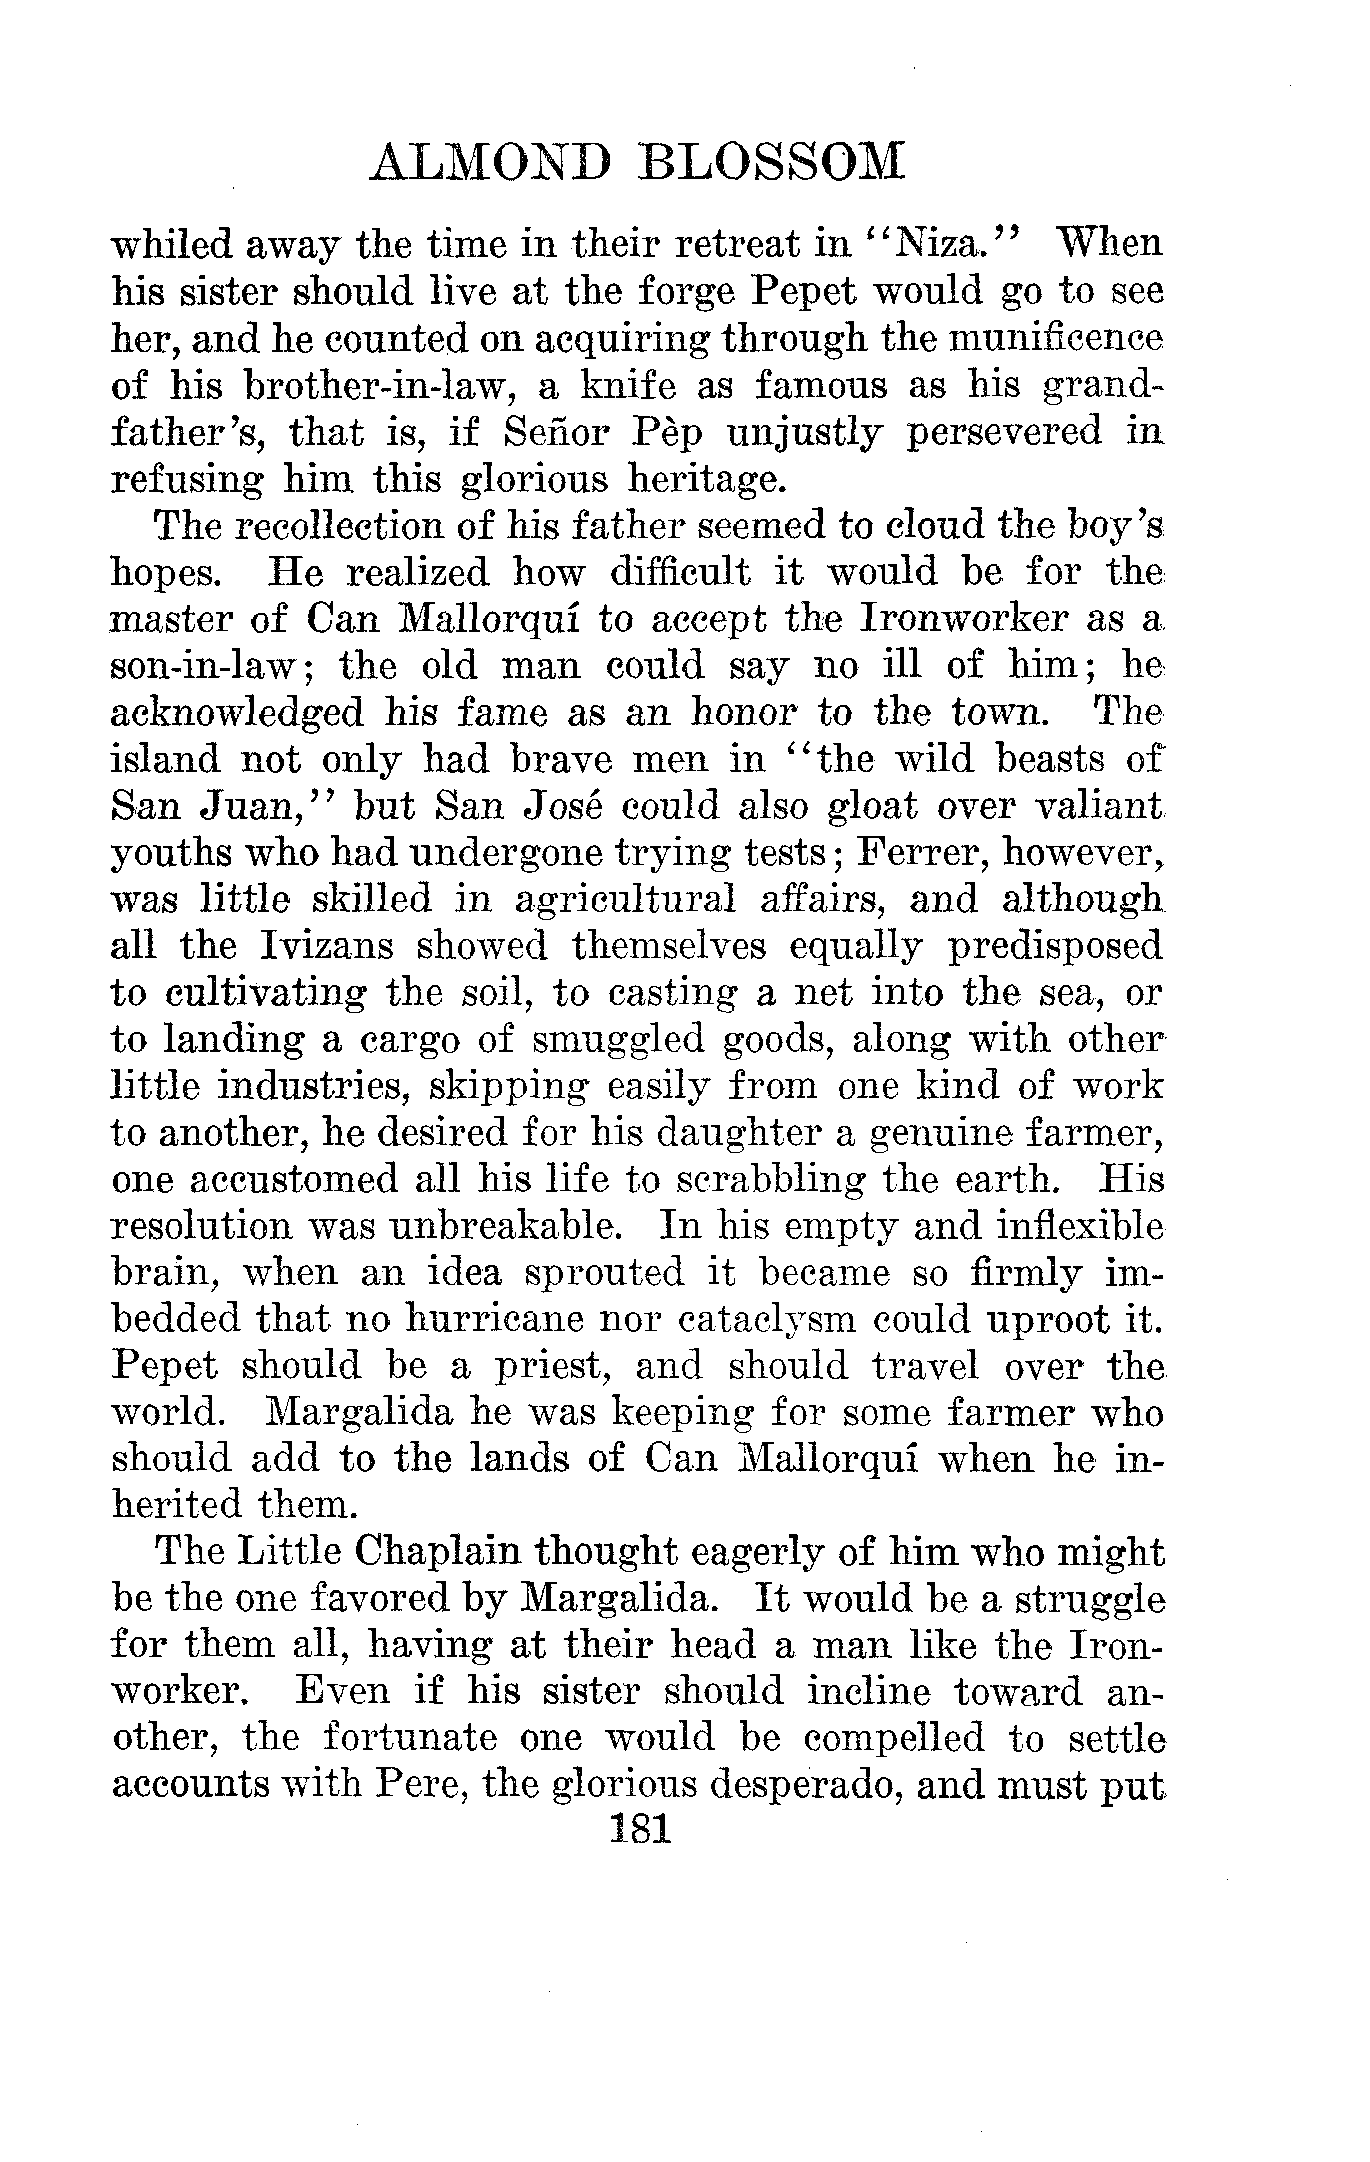 ALMOND BLOSSOM
whiled away the time in their retreat in "Niza." When
his sister should live at the forge Pepet would go to see
her, and he counted on acquiring through the munificence
of his brother-in-law, a knife as famous as his grand-
father's, that is, if Señor Pèp unjustly persevered in
refusing him this glorious heritage.
The recollection of his father seemed to cloud the boy's
hopes. He realized how difficult it would be for the
master of Can Mallorquí to accept the Ironworker as a
son-in-law; the old man could say no ill of him; he
acknowledged his fame as an honor to the town. The
island not only had brave men in "the wild beasts of
San Juan," but San José could also gloat over valiant
youths who had undergone trying tests; Ferrer, however,
was little skilled in agricultural affairs, and although
all the Ivizans showed themselves equally predisposed
to cultivating the soil, to casting a net into the sea, or
to landing a cargo of smuggled goods, along with other
little industries, skipping easily from one kind of work
to another, he desired for his daughter a genuine farmer,
one accustomed all his life to scrabbling the earth. His
resolution was unbreakable. In his empty and inflexible
brain, when an idea sprouted it became so firmly im-
bedded that no hurricane nor cataclysm could uproot it.
Pepet should be a priest, and should travel over the
world. Margalida he was keeping for some farmer who
should add to the lands of Can Mallorquí when he in-
herited them.
The Little Chaplain thought eagerly of him who might
be the one favored by Margalida. It would be a struggle
for them all, having at their head a man like the Iron-
worker. Even if his sister should incline toward an-
other, the fortunate one would be compelled to settle
accounts with Pere, the glorious desperado, and must put
181